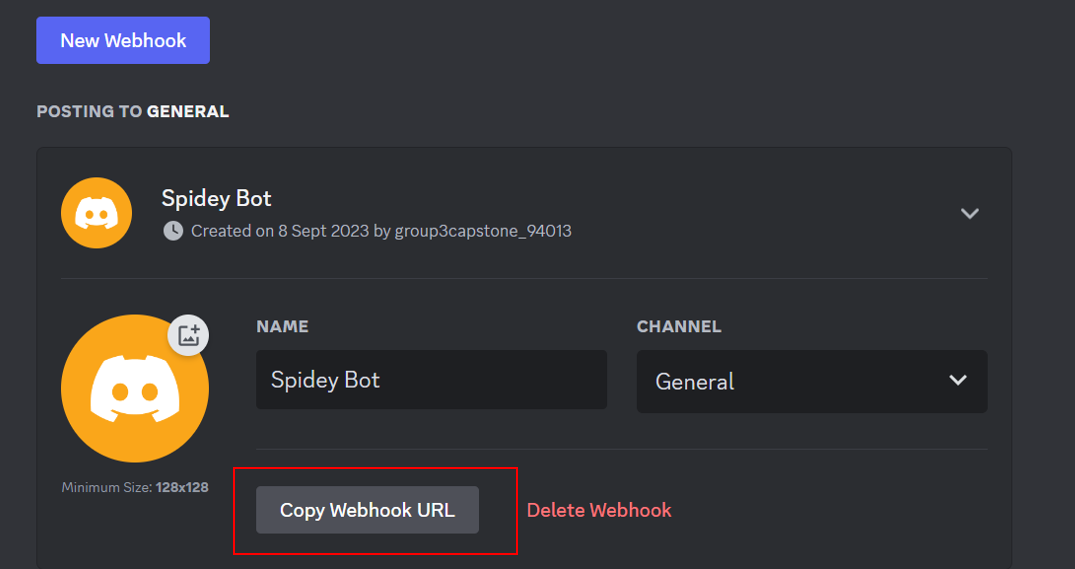 New Webhook
POSTING TO GENERAL
Spidey Bot
Created on 8 Sept 2023 by group3capstone_94013
NAME
CHANNEL
Spidey Bot
General
Minimum Size: 128x128
Copy Webhook URL
Delete Webhook